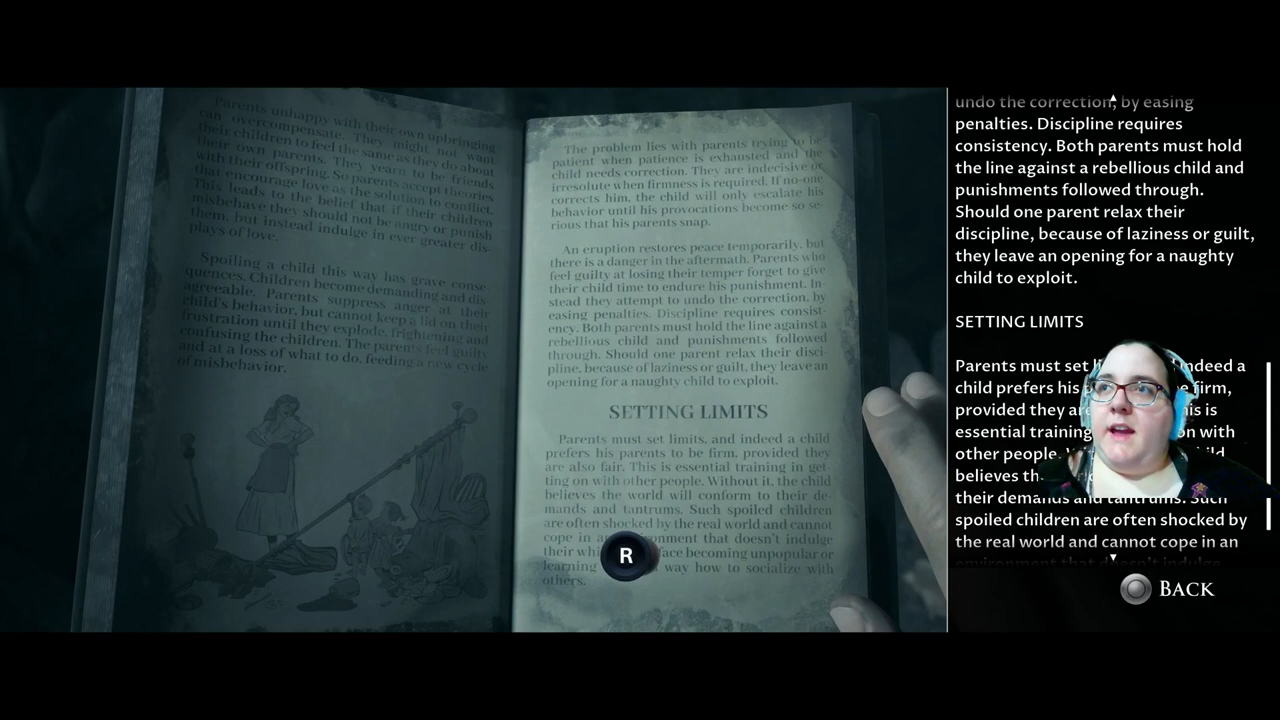 Parents unhappy with their own upbringing
can overcompensate. They might not want
their children to feel the same as they do about
their own parents. They yearn to be friends
with their offspring. So parents accept theories
that encourage love as the solution to conflict.
This leads to the belief that if their children
misbehave they should not be angry or punish
them, but instead indulge in ever greater dis-
plays of love.
Spoiling a child this way has grave conse-
quences. Children become demanding and dis-
agreeable. Parents suppress anger at their
child's behavior, but cannot keep a lid on their
frustration until they explode, frightening and
confusing the children. The parents feel guilty
and at a loss of what to do, feeding a new cycle
of misbehavior.
The problem lies with parents trying to be
patient when patience is exhausted and the
child needs correction. They are indecisive or
irresolute when firmness is required. If no-one
corrects him, the child will only escalate his
behavior until his provocations become so se-
rious that his parents snap.
An eruption restores peace temporarily, but
there is a danger in the aftermath. Parents who
feel guilty at losing their temper forget to give
their child time to endure his punishment. In-
stead they attempt to undo the correction, by
easing penalties. Discipline requires consist-
ency. Both parents must hold the line against a
rebellious child and punishments followed
through. Should one parent relax their disci-
pline, because of laziness or guilt, they leave an
opening for a naughty child to exploit.
SETTING LIMITS
Parents must set limits, and indeed a child
prefers his parents to be firm, provided they
are also fair. This is essential training in get-
ting on with other people. Without it, the child
believes the world will conform to their de-
mands and tantrums. Such spoiled children
are often shocked by the real world and cannot
cope in an that doesn't indulge
their face becoming unpopular or
learning way how to socialize with
others.
R
undo the correction, by easing
penalties. Discipline requires
consistency. Both parents must hold
the line against a rebellious child and
punishments followed through.
Should one parent relax their
discipline, because of laziness or guilt,
they leave an opening for a naughty
child to exploit.
SETTING LIMITS
Parents must set indeed a
child prefers his firm,
provided they is
essential training with
other people.
believes
their demands and tantrums. Such
spoiled children are often shocked by
the real world and cannot cope in an
environment that doesn't indulge
BACK